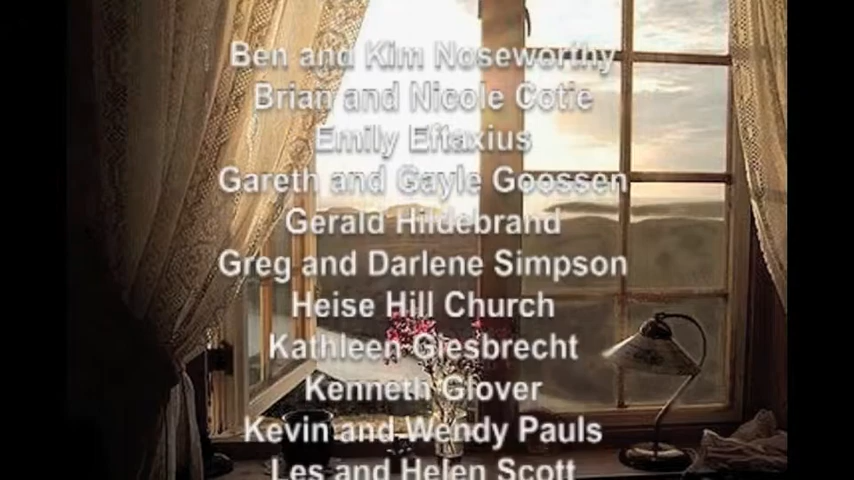 Ben and Kim Noseworthy
Brian and Nicole Cotie
Emily Eftaxius
Gareth and Gayle Goossen
Gerald Hildebrand
Greg and Darlene Simpson
Heise Hill Church
Kathleen Giesbrecht
Kenneth Glover
Kevin and Wendy Pauls
Les and Helen Scott